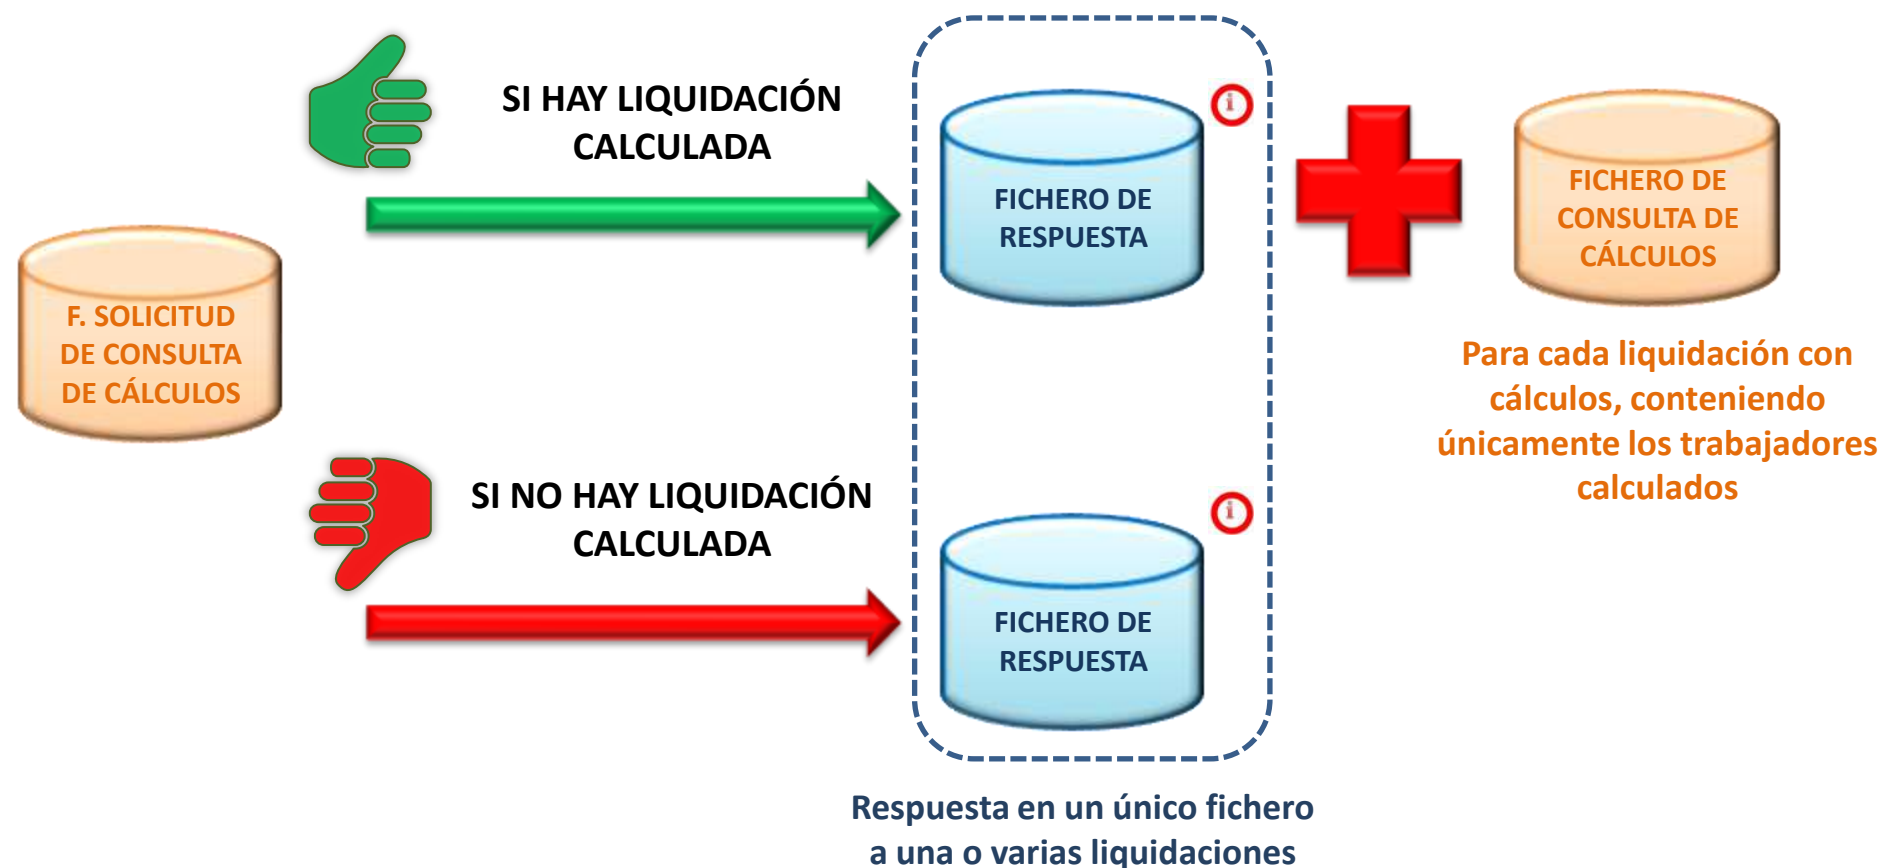 SI HAY LIQUIDACIÓN
CALCULADA
i
FICHERO DE
RESPUESTA
FICHERO DE
CONSULTA DE
CÁLCULOS
F. SOLICITUD
DE CONSULTA
DE CÁLCULOS
Para cada liquidación con
cálculos, conteniendo
únicamente los trabajadores
calculados
SI NO HAY LIQUIDACIÓN
CALCULADA
i
FICHERO DE
RESPUESTA
Respuesta en un único fichero
a una o varias liquidaciones